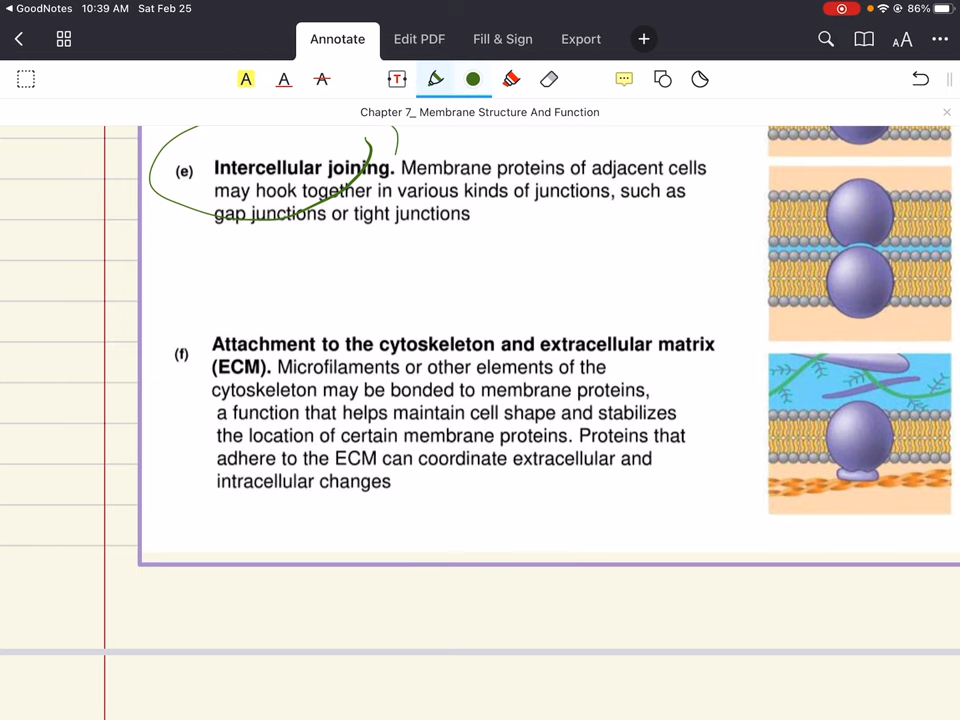 GoodNotes 10:39 AM Sat Feb 25 86%
Annotate Edit PDF Fill & Sign Export
A A A T
Chapter 7_ Membrane Structure And Function
(e) Intercellular joining. Membrane proteins of adjacent cells
may hook together in various kinds of junctions, such as
gap junctions or tight junctions
(f) Attachment to the cytoskeleton and extracellular matrix
(ECM). Microfilaments or other elements of the
cytoskeleton may be bonded to membrane proteins,
a function that helps maintain cell shape and stabilizes
the location of certain membrane proteins. Proteins that
adhere to the ECM can coordinate extracellular and
intracellular changes